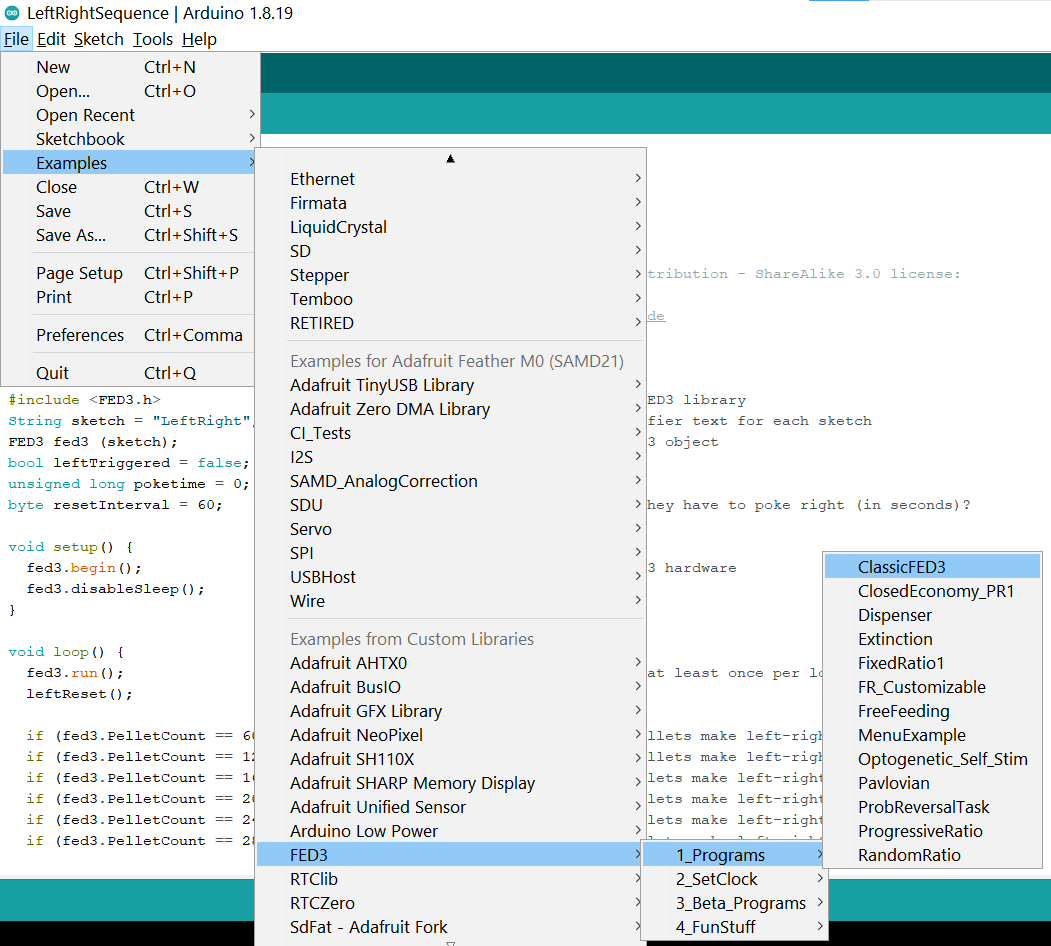 LeftRightSequence | Arduino 1.8.19
File Edit Sketch Tools Help
New Ctrl+N
Open... Ctrl+O
Open Recent
Sketchbook
Examples
Close Ctrl+W
Save Ctrl+S
Save As... Ctrl+Shift+S
Page Setup Ctrl+Shift+P
Print Ctrl+P
Preferences Ctrl+Comma
Quit Ctrl+Q
Ethernet
Firmata
LiquidCrystal
SD
Stepper
Temboo
RETIRED
Examples for Adafruit Feather M0 (SAMD21)
Adafruit TinyUSB Library
Adafruit Zero DMA Library
CI_Tests
I2S
SAMD_AnalogCorrection
SDU
Servo
SPI
USBHost
Wire
Examples from Custom Libraries
Adafruit AHTX0
Adafruit BusIO
Adafruit GFX Library
Adafruit NeoPixel
Adafruit SH110X
Adafruit SHARP Memory Display
Adafruit Unified Sensor
Arduino Low Power
FED3
RTClib
RTCZero
SdFat - Adafruit Fork
1_Programs
2_SetClock
3_Beta_Programs
4_FunStuff
ClassicFED3
ClosedEconomy_PR1
Dispenser
Extinction
FixedRatio1
FR_Customizable
FreeFeeding
MenuExample
Optogenetic_Self_Stim
Pavlovian
ProbReversalTask
ProgressiveRatio
RandomRatio
tribution - ShareAlike 3.0 license:
de
#include <FED3.h>
ED3 library
String sketch = "LeftRight"
fier text for each sketch
FED3 fed3 (sketch);
3 object
bool leftTriggered = false;
unsigned long poketime = 0;
byte resetInterval = 60;
hey have to poke right (in seconds)?
void setup() {
fed3.begin();
3 hardware
fed3.disableSleep();
}
void loop() {
fed3.run();
at least once per lo
leftReset();
if (fed3.PelletCount == 60
llets make left-righ
if (fed3.PelletCount == 12
llets make left-righ
if (fed3.PelletCount == 16
lets make left-right
if (fed3.PelletCount == 20
lets make left-right
if (fed3.PelletCount == 24
lets make left-right
if (fed3.PelletCount == 28